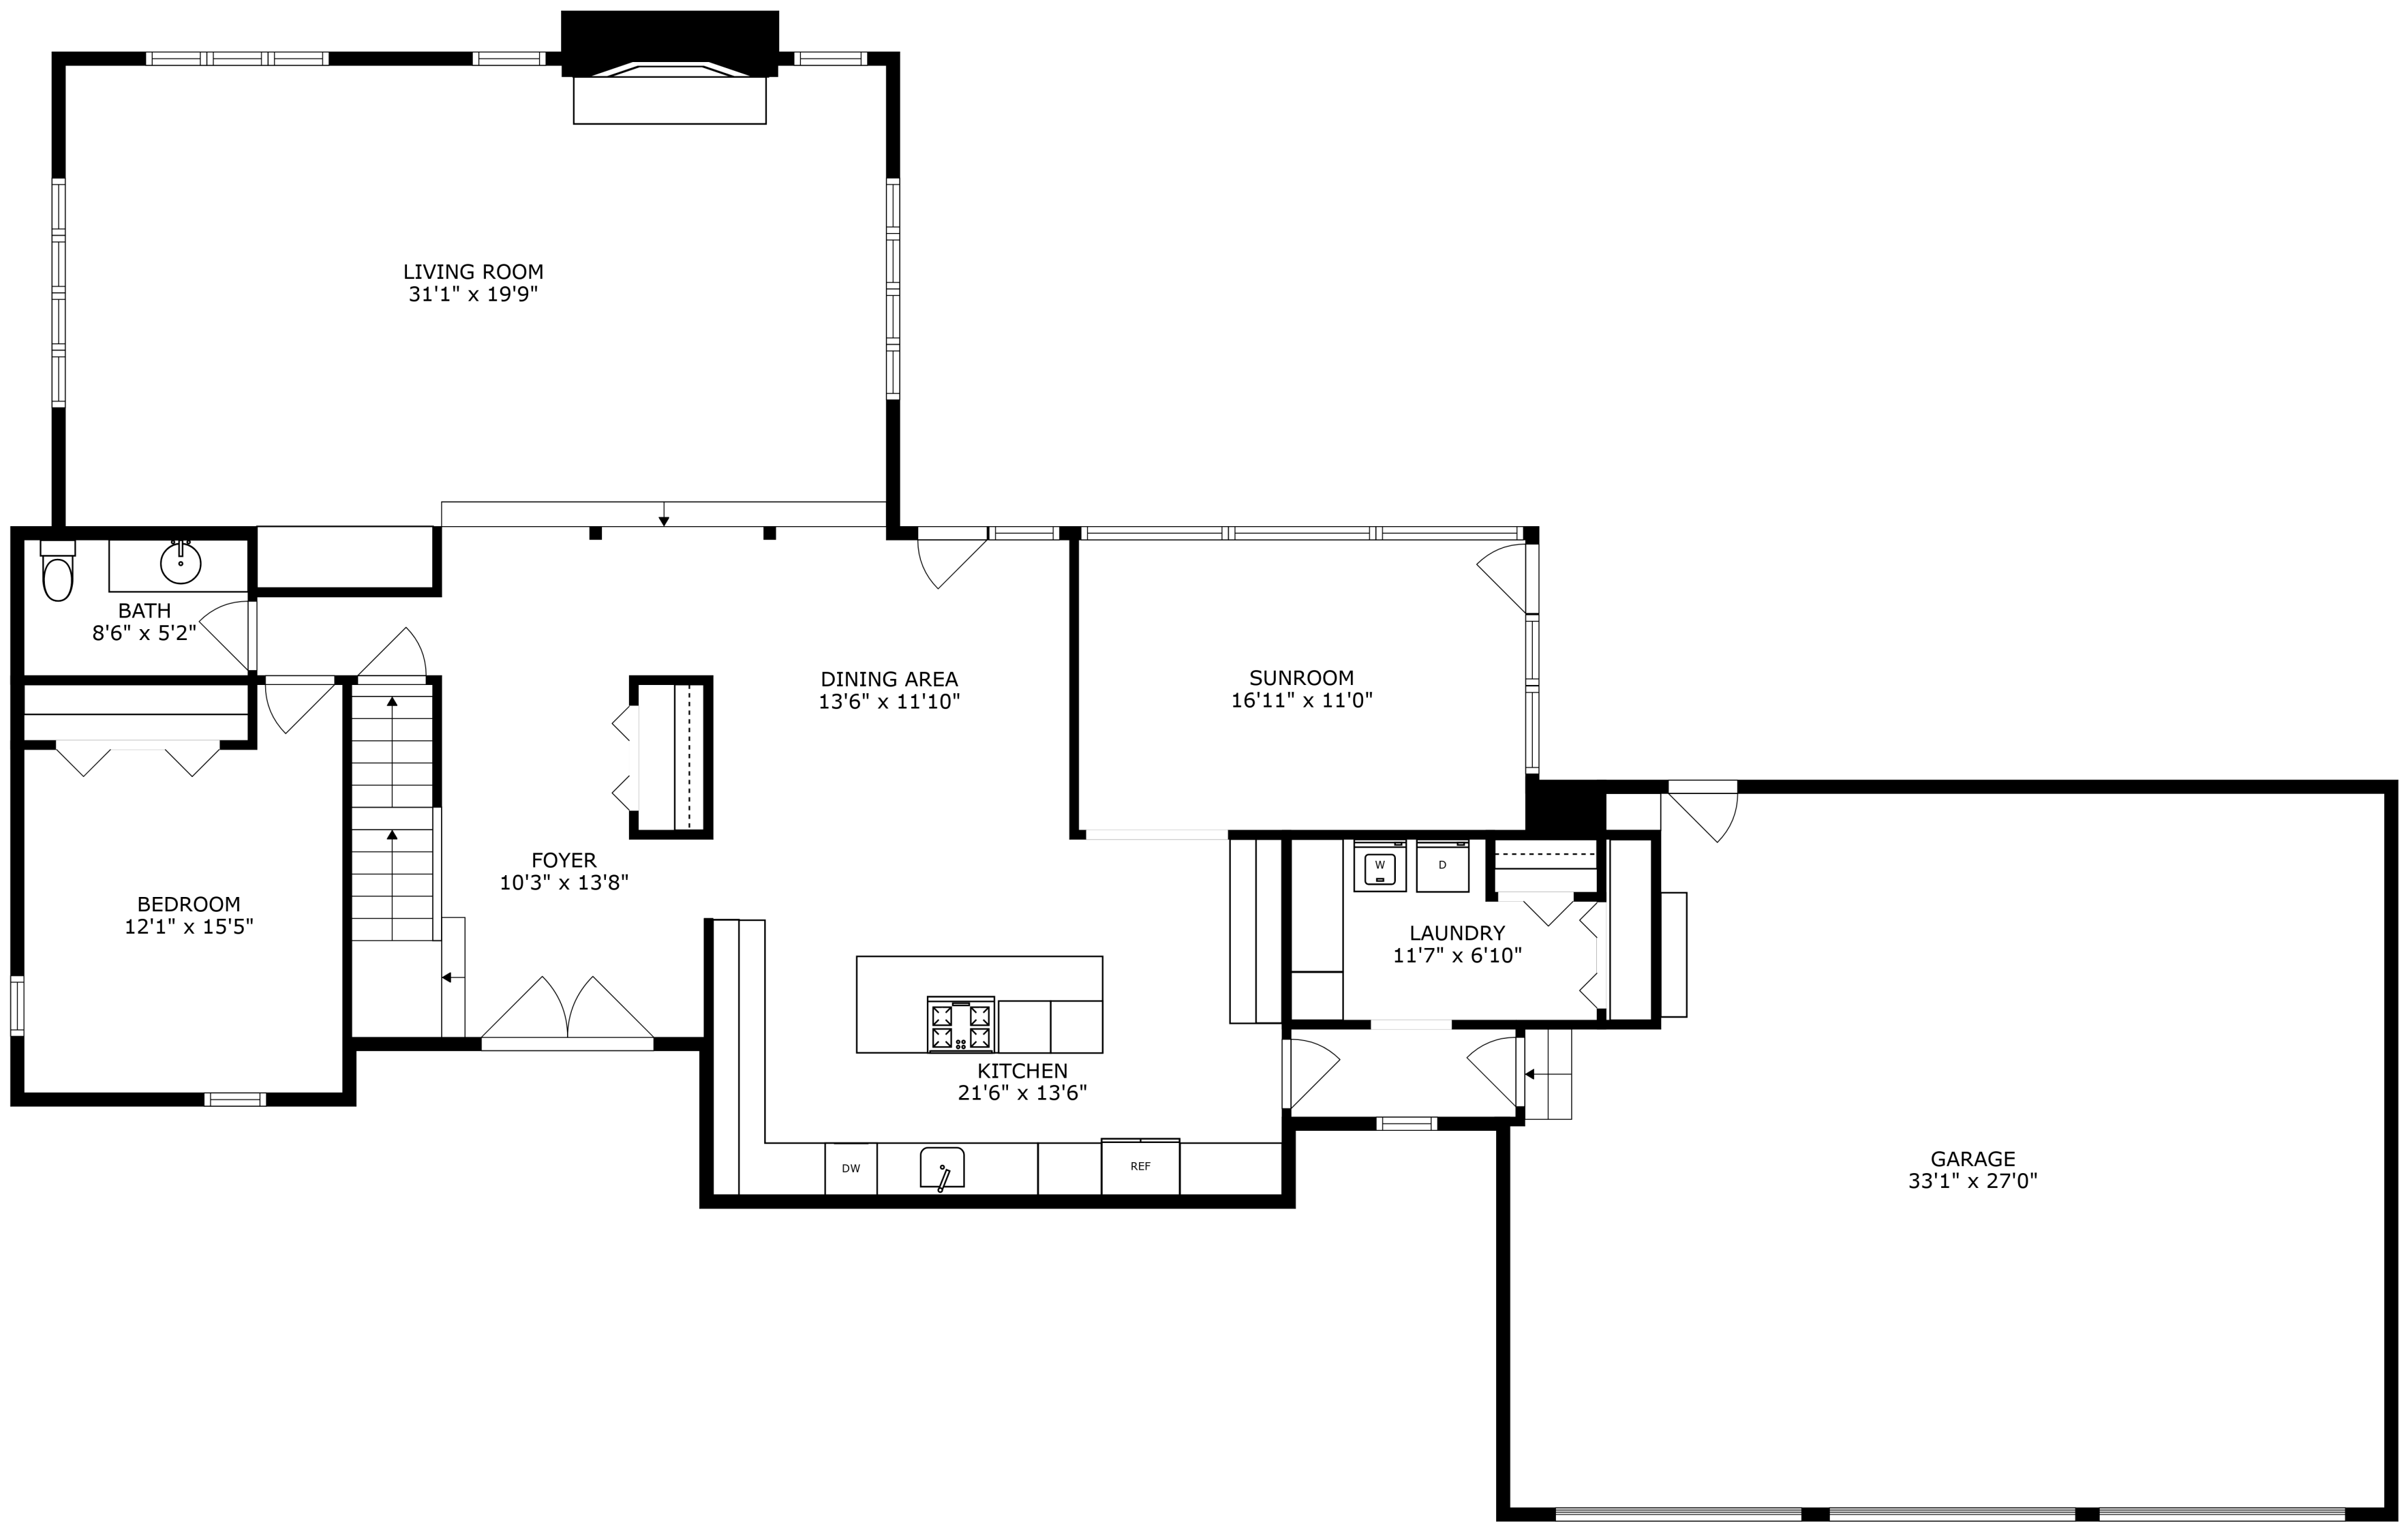 LIVING ROOM
31'1" x 19'9"
BATH
8'6" x 5'2"
DINING AREA
13'6" x 11'10"
SUNROOM
16'11" x 11'0"
FOYER
10'3" x 13'8"
BEDROOM
12'1" x 15'5"
W
D
LAUNDRY
11'7" x 6'10"
KITCHEN
21'6" x 13'6"
DW
REF
GARAGE
33'1" x 27'0"